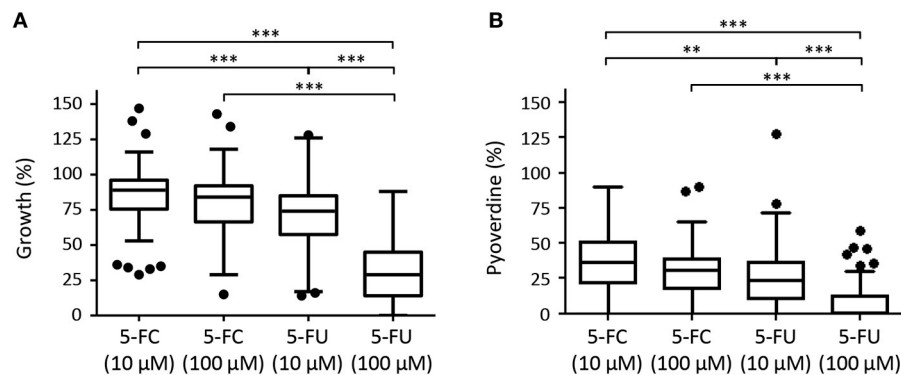 A
***
*** ***
***
Growth (%)
150
125
100
75
50
25
0
5-FC (10 µM)
5-FC (100 µM)
5-FU (10 µM)
5-FU (100 µM)
B
***
** ***
***
Pyoverdine (%)
150
100
75
50
25
0
5-FC (10 µM)
5-FC (100 µM)
5-FU (10 µM)
5-FU (100 µM)